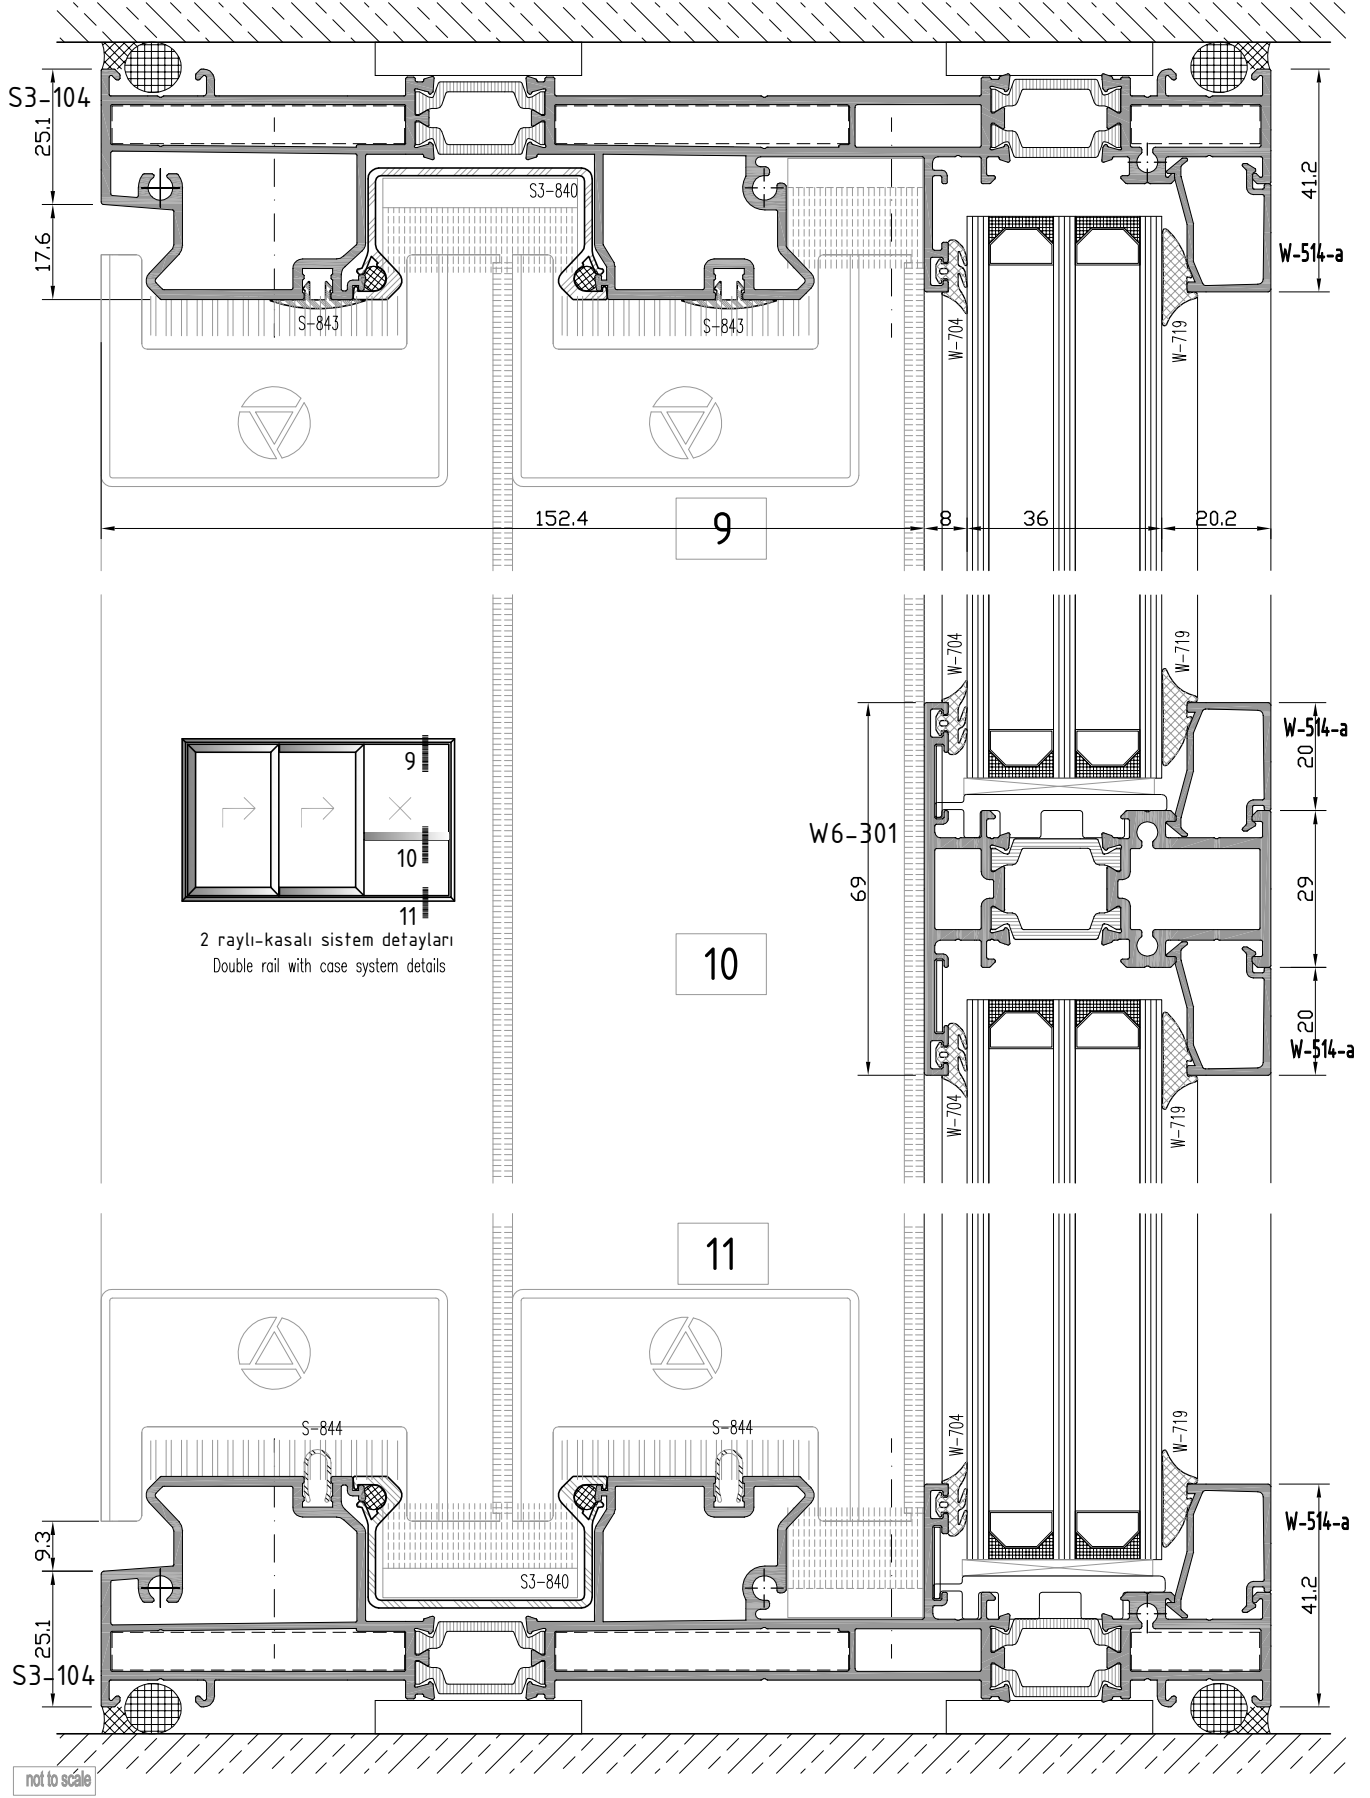 S3-104
25.1
17.6
S3-840
S-843
S-843
W-704
W-719
41.2
W-514-a
152.4
8
36
20.2
9
W-704
W-719
W-514-a
20
W6-301
69
29
20
W-514-a
W-704
W-719
9
10
11
2 raylı-kasalı sistem detayları
Double rail with case system details
10
11
S-844
S-844
W-704
W-719
W-514-a
9.3
S3-840
41.2
25.1
S3-104
not to scale